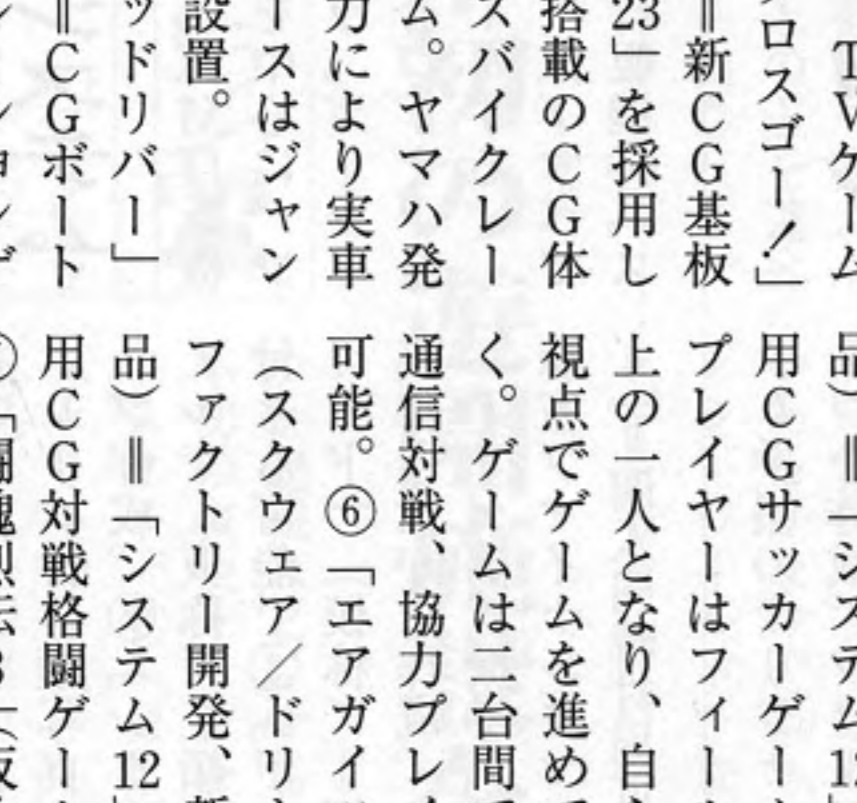 TVゲーム
ロスゴー！」
＝新CG基板
23」を採用し
搭載のCG体
スバイクレー
ム。ヤマハ発
力により実車
ースはジャン
設置。
ッドリバー」
＝CGボート
品）＝「システム12
用CGサッカーゲー
プレイヤーはフィー
上の一人となり、自
視点でゲームを進め
く。ゲームは二台間
通信対戦、協力プレ
可能。⑥「エアガイ
（スクウェア／ドリ
ファクトリー開発、
品）＝「システム12
用CG対戦格闘ゲー
「闘魂烈伝3」（